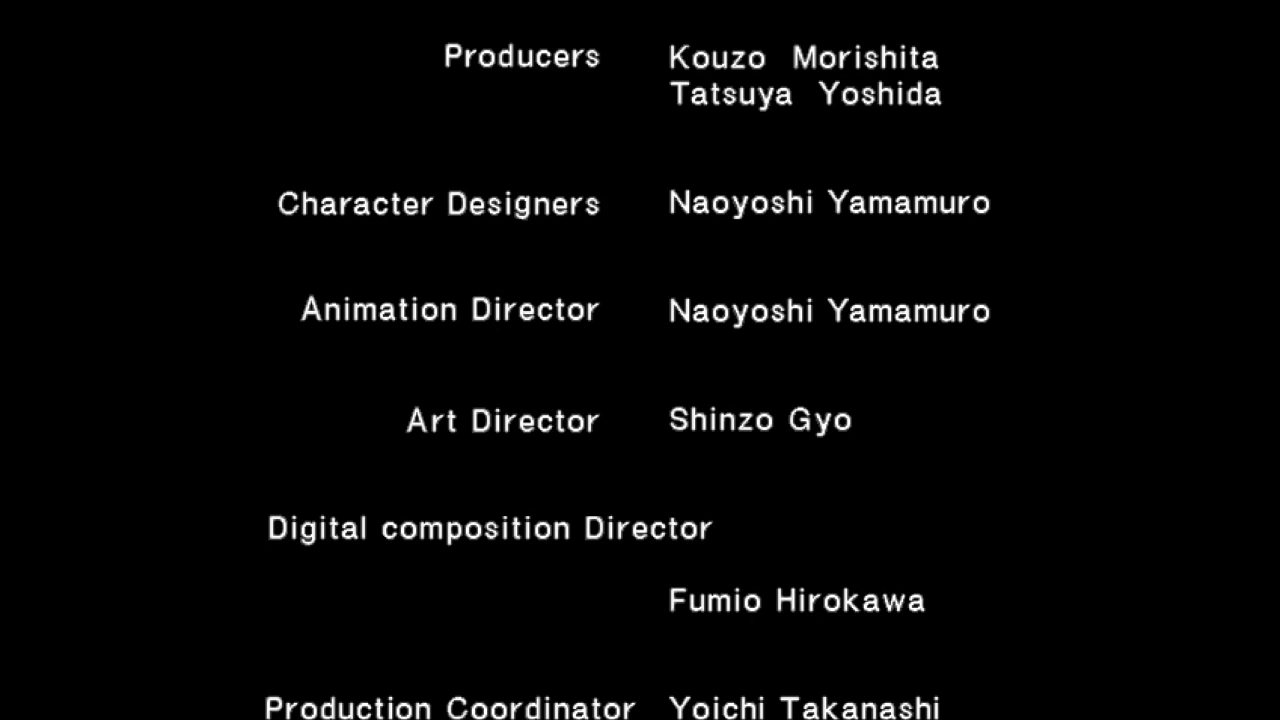 Producers Kouzo Morishita
Tatsuya Yoshida
Character Designers Naoyoshi Yamamuro
Animation Director Naoyoshi Yamamuro
Art Director Shinzo Gyo
Digital composition Director
Fumio Hirokawa
Production Coordinator Yoichi Takanashi